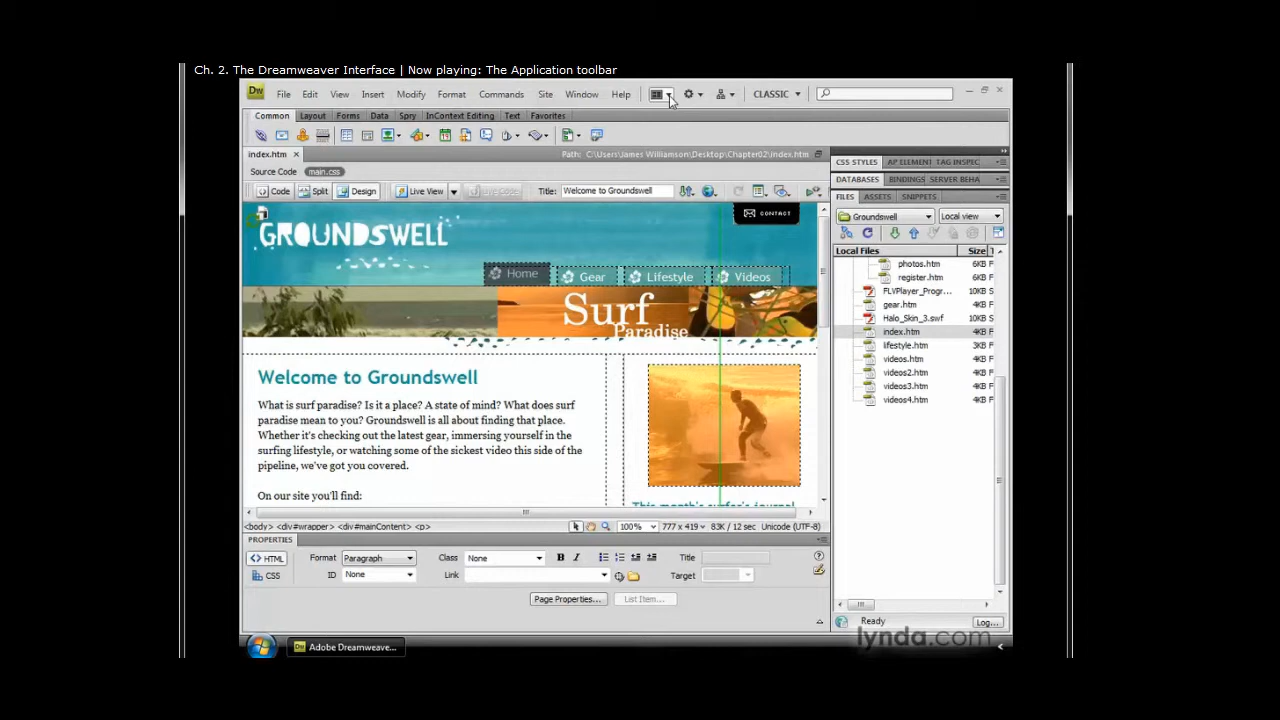 Ch. 2. The Dreamweaver Interface | Now playing: The Application toolbar
Dw File Edit View Insert Modify Format Commands Site Window Help CLASSIC
Common Layout Forms Data Spry InContext Editing Text Favorites
index.htm Path: C:\Users\James Williamson\Desktop\Chapter02\index.htm
Source Code main.css
Code Split Design Live View Live Code Title: Welcome to Groundswell
CONTACT
GROUNDSWELL
Home Gear Lifestyle Videos
Surf
Paradise
Welcome to Groundswell
What is surf paradise? Is it a place? A state of mind? What does surf
paradise mean to you? Groundswell is all about finding that place.
Whether it's checking out the latest gear, immersing yourself in the
surfing lifestyle, or watching some of the sickest video this side of the
pipeline, we've got you covered.
On our site you'll find:
This month's surfer's journal
<body> <div#wrapper> <div#mainContent> <p> 100% 777 x 419 83K / 12 sec Unicode (UTF-8)
PROPERTIES
<> HTML Format Paragraph Class None B I Title
CSS ID None Link Target
Page Properties... List Item...
CSS STYLES AP ELEMENT TAG INSPEC
DATABASES BINDINGS SERVER BEHA
FILES ASSETS SNIPPETS
Groundswell Local view
Local Files Size
photos.htm 6KB F
register.htm 6KB F
FLVPlayer_Progr... 10KB S
gear.htm 4KB F
Halo_Skin_3.swf 10KB S
index.htm 4KB F
lifestyle.htm 3KB F
videos.htm 4KB F
videos2.htm 4KB F
videos3.htm 4KB F
videos4.htm 4KB F
Ready Log...
lynda.com
Dw Adobe Dreamweave...